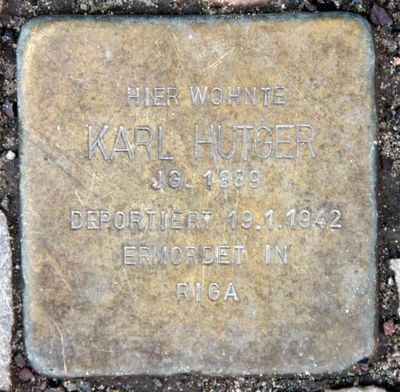 HIER WOHNTE
KARL HUTGER
JG. 1889
DEPORTIERT 19.1.1942
ERMORDET IN
RIGA